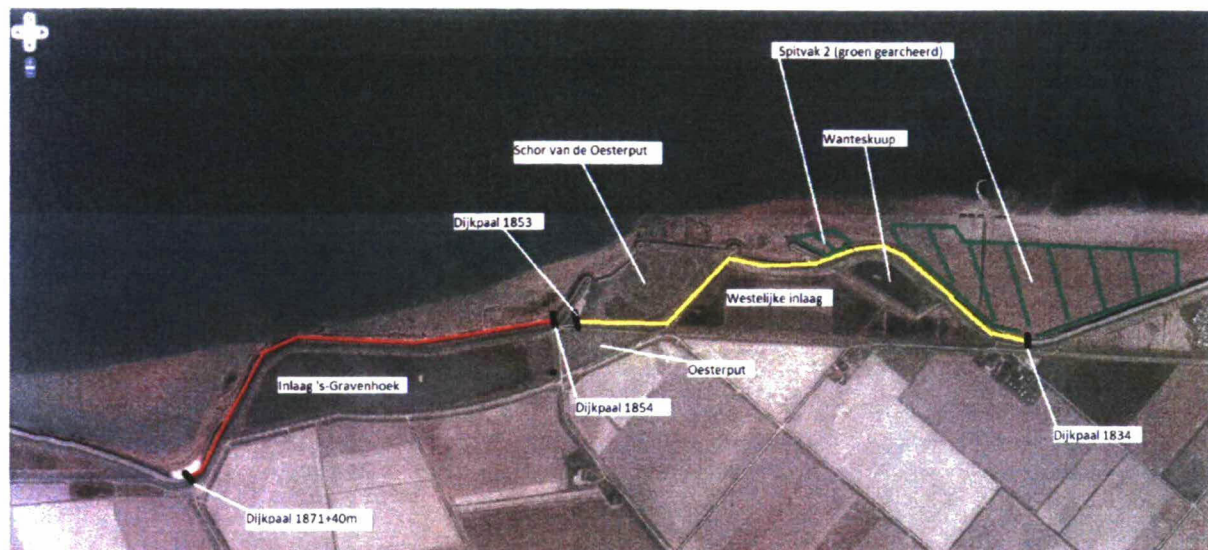 Spitvak 2 (groen gearcheerd)
Wanteskuup
Schor van de Oesterput
Dijkpaal 1853
Westelijke inlaag
Oesterput
Inlaag 's-Gravenhoek
Dijkpaal 1854
Dijkpaal 1834
Dijkpaal 1871+40m